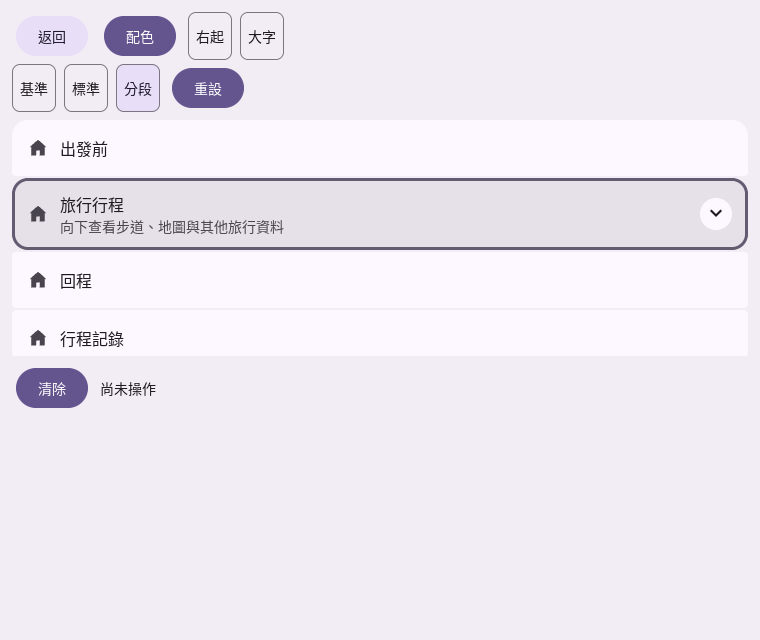 返回 配色 右起 大字
基準 標準 分段 重設
出發前
旅行行程
向下查看步道、地圖與其他旅行資料
回程
行程記錄
清除 尚未操作